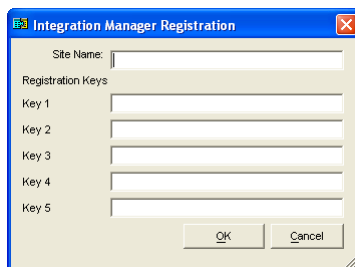 Integration Manager Registration
Site Name:
Registration Keys
Key 1
Key 2
Key 3
Key 4
Key 5
OK Cancel